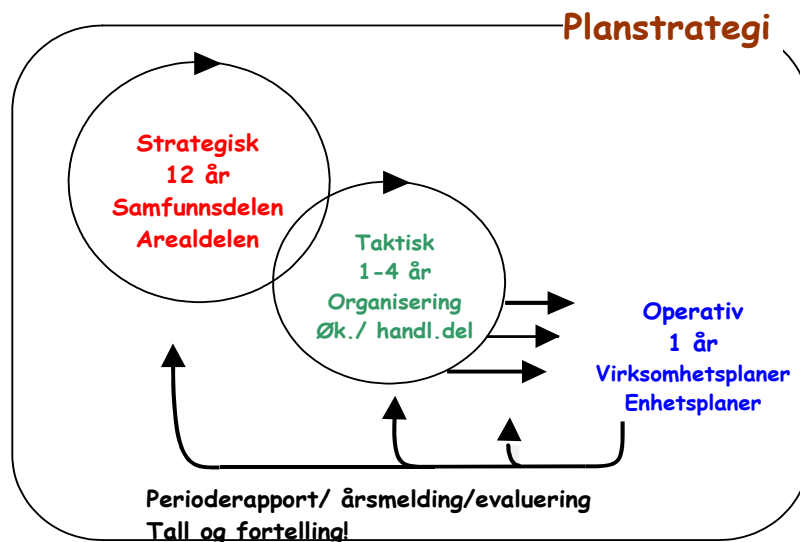 Planstrategi
Strategisk
12 år
Samfunnsdelen
Arealdelen
Taktisk
1-4 år
Organisering
Øk./ handl.del
Operativ
1 år
Virksomhetsplaner
Enhetsplaner
Perioderapport/ årsmelding/evaluering
Tall og fortelling!